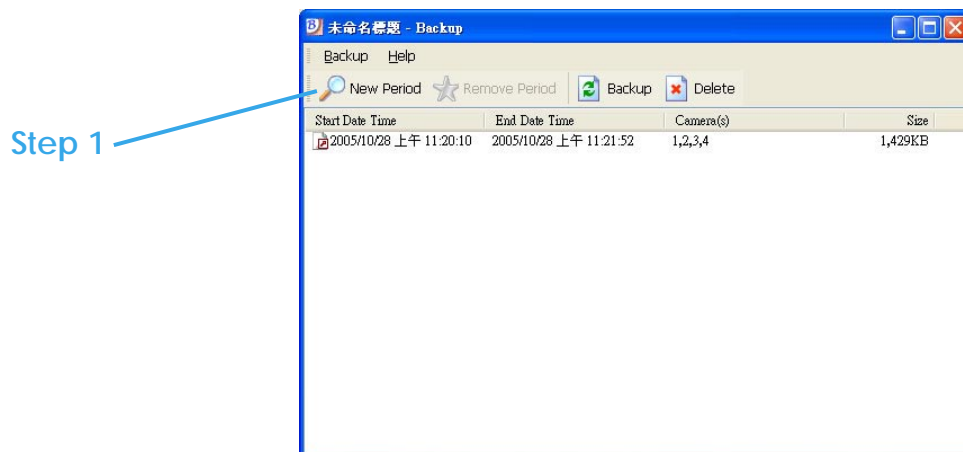 未命名標題 - Backup
Backup Help
New Period Remove Period Backup Delete
Start Date Time End Date Time Camera(s) Size
Step 1
2005/10/28 上午 11:20:10 2005/10/28 上午 11:21:52 1,2,3,4 1,429KB